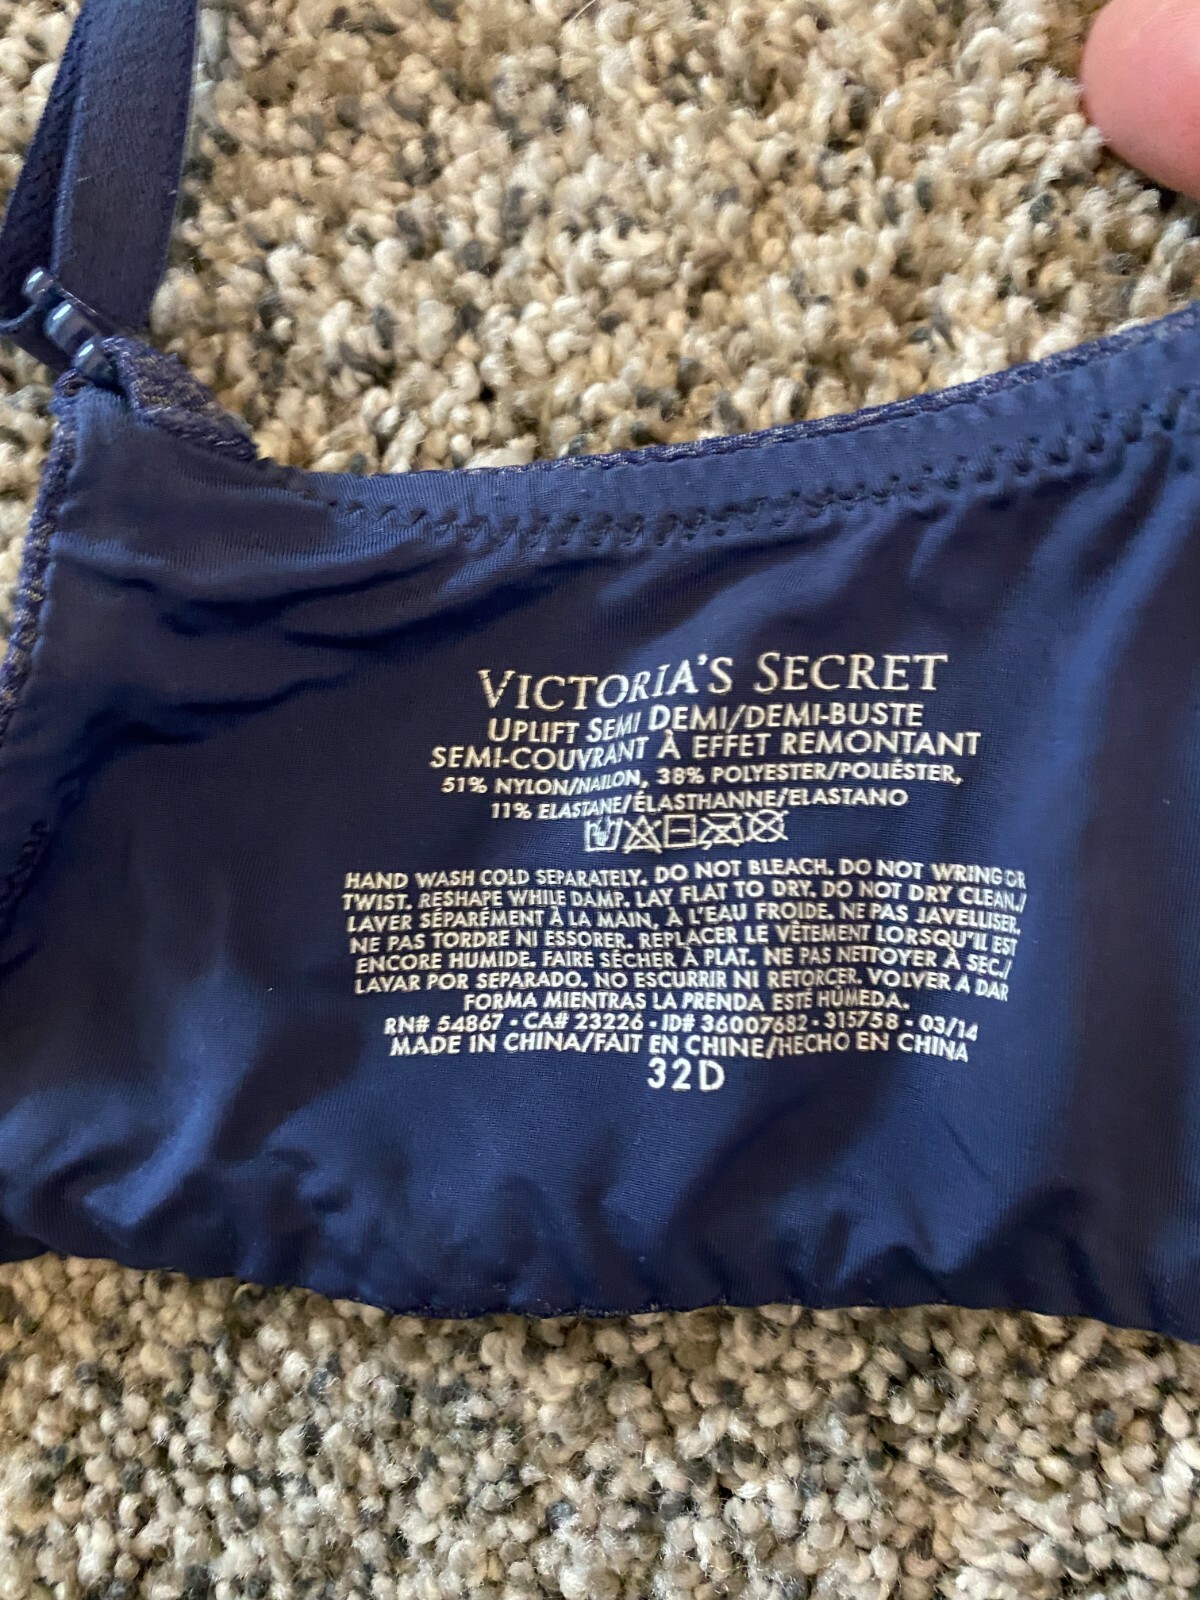 VICTORIA'S SECRET
UPLIFT SEMI DEMI/DEMI-BUSTE
SEMI-COUVRANT À EFFET REMONTANT
51% NYLON/NAILON, 38% POLYESTER/POLIÉSTER,
11% ELASTANE/ÉLASTHANNE/ELASTANO
HAND WASH COLD SEPARATELY. DO NOT BLEACH. DO NOT WRING OR
TWIST. RESHAPE WHILE DAMP. LAY FLAT TO DRY. DO NOT DRY CLEAN./
LAVER SÉPARÉMENT À LA MAIN, À L'EAU FROIDE. NE PAS JAVELLISER.
NE PAS TORDRE NI ESSORER. REPLACER LE VÊTEMENT LORSQU'IL EST
ENCORE HUMIDE. FAIRE SÉCHER À PLAT. NE PAS NETTOYER À SEC./
LAVAR POR SEPARADO. NO ESCURRIR NI RETORCER. VOLVER A DAR
FORMA MIENTRAS LA PRENDA ESTÉ HÚMEDA.
RN# 54867 - CA# 23226 - ID# 36007682 - 315758 - 03/14
MADE IN CHINA/FAIT EN CHINE/HECHO EN CHINA
32D